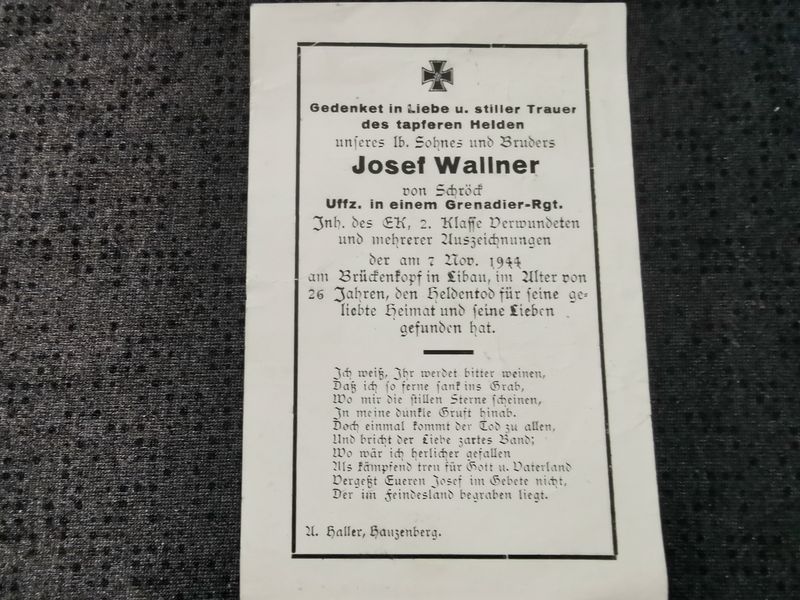 Gedenket in Liebe u. stiller Trauer
des tapferen Helden
unseres lb. Sohnes und Bruders
Josef Wallner
von Schröck
Uffz. in einem Grenadier-Rgt.
Inh. des EK, 2. Klasse Verwundeten
und mehrerer Auszeichnungen
der am 7 Nov. 1944
am Brückenkopf in Libau, im Alter von
26 Jahren, den Heldentod für seine ge-
liebte Heimat und seine Lieben
gefunden hat.
Ich weiß, Ihr werdet bitter weinen,
Daß ich so ferne sank ins Grab,
Wo mir die stillen Sterne scheinen,
In meine dunkle Gruft hinab.
Doch einmal kommt der Tod zu allen,
Und bricht der Liebe zartes Band;
Wo wär ich herlicher gefallen
Als kämpfend treu für Gott u. Vaterland
Vergeßt Eueren Josef im Gebete nicht,
Der im Feindesland begraben liegt.
A. Haller, Hauzenberg.